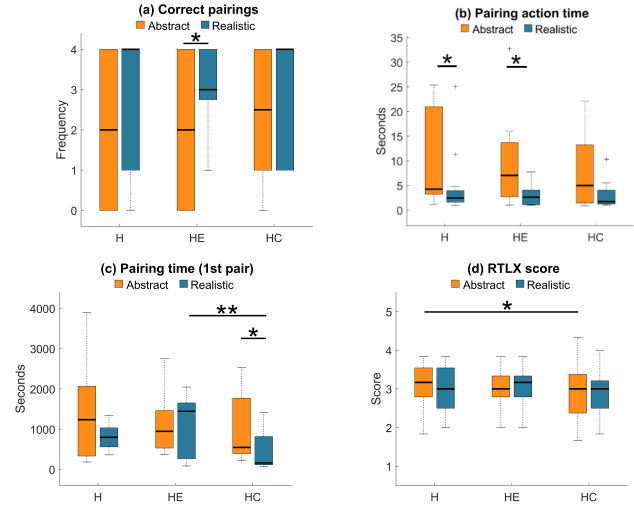 (a) Correct pairings
Abstract Realistic
*
4
3
2
1
0
Frequency
H HE HC
(b) Pairing action time
Abstract Realistic
* *
35
30
25
20
15
10
5
0
Seconds
H HE HC
(c) Pairing time (1st pair)
Abstract Realistic
**
*
4000
3000
2000
1000
0
Seconds
H HE HC
(d) RTLX score
Abstract Realistic
*
5
4
3
2
1
Score
H HE HC